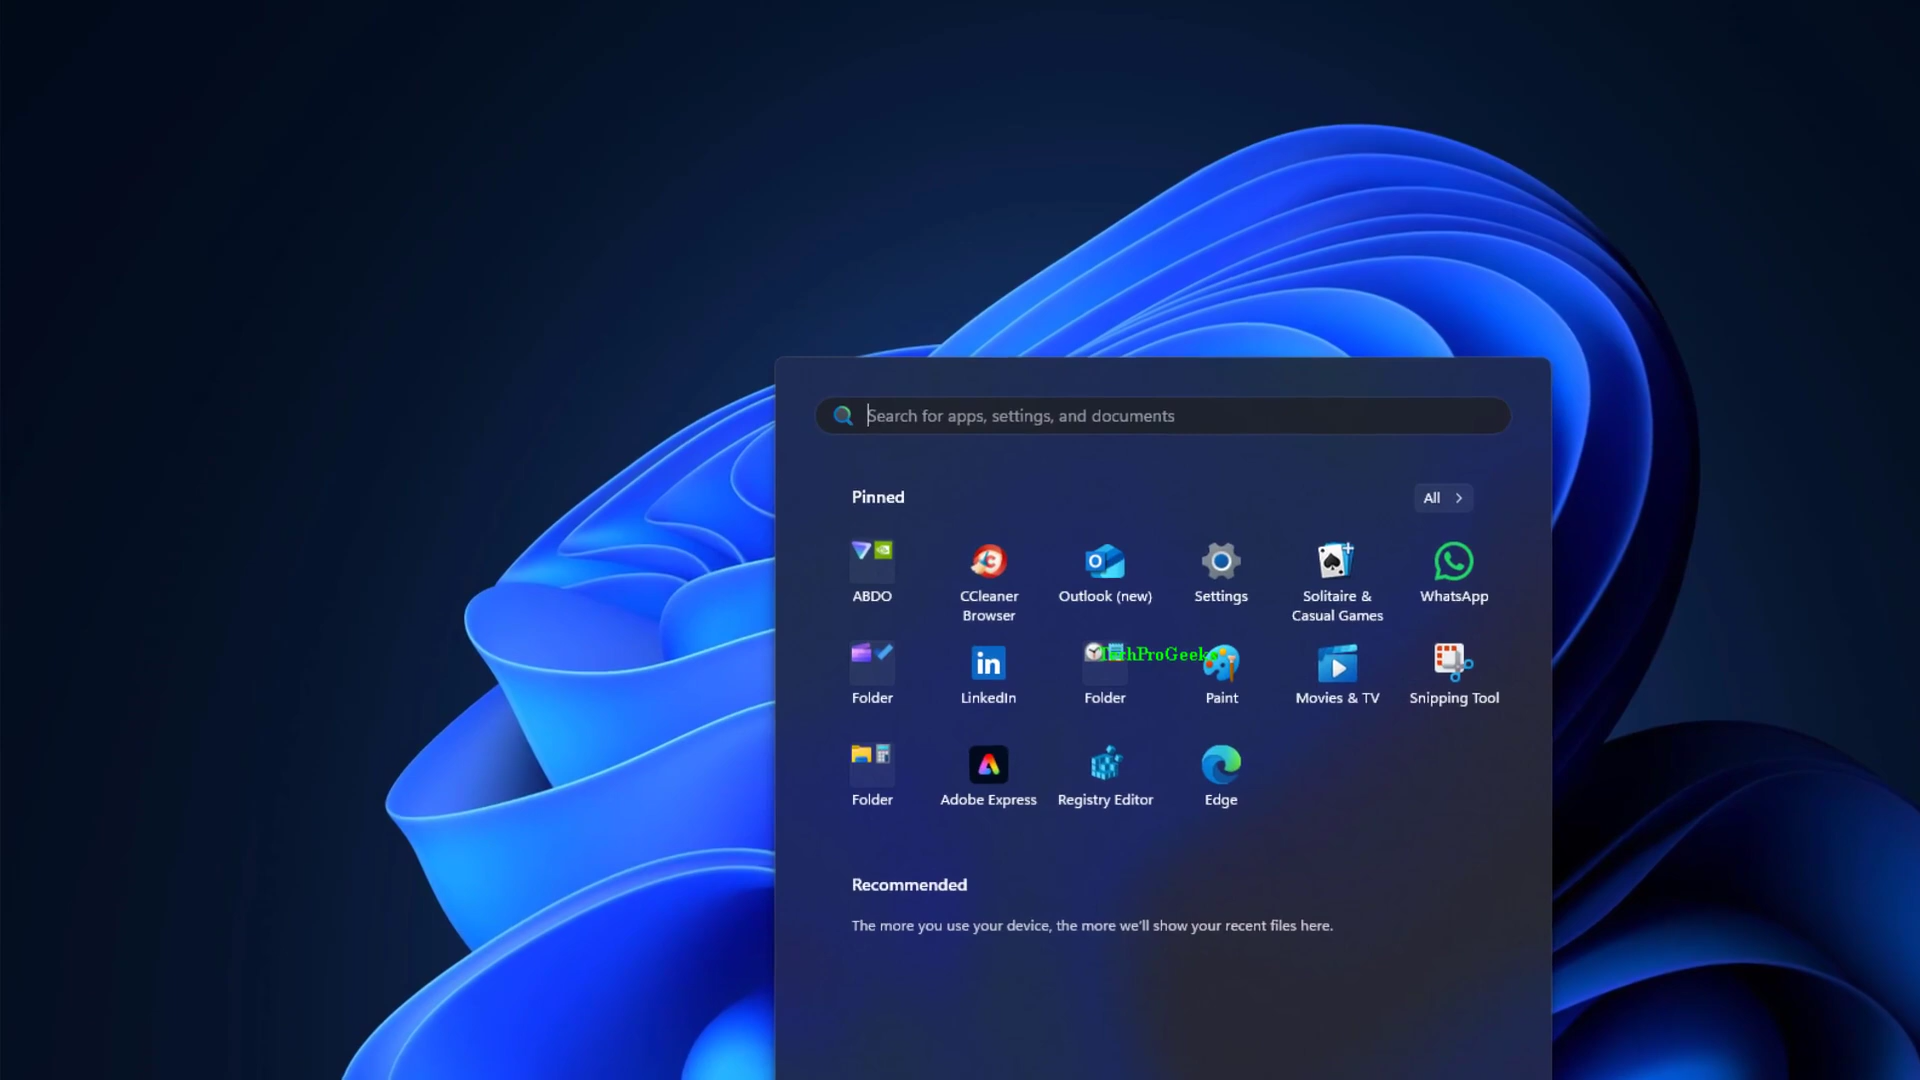 Search for apps, settings, and documents
Pinned
All
ABDO
CCleaner
Browser
Outlook (new)
Settings
Solitaire &
Casual Games
WhatsApp
TechProGeeks
Folder
LinkedIn
Folder
Paint
Movies & TV
Snipping Tool
Folder
Adobe Express
Registry Editor
Edge
Recommended
The more you use your device, the more we'll show your recent files here.